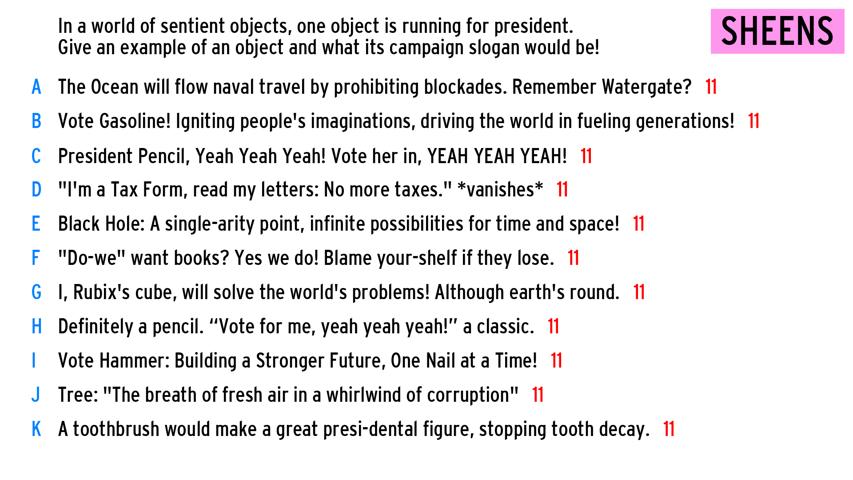 In a world of sentient objects, one object is running for president.
Give an example of an object and what its campaign slogan would be!
SHEENS
A The Ocean will flow naval travel by prohibiting blockades. Remember Watergate? 11
B Vote Gasoline! Igniting people's imaginations, driving the world in fueling generations! 11
C President Pencil, Yeah Yeah Yeah! Vote her in, YEAH YEAH YEAH! 11
D "I'm a Tax Form, read my letters: No more taxes." *vanishes* 11
E Black Hole: A single-arity point, infinite possibilities for time and space! 11
F "Do-we" want books? Yes we do! Blame your-shelf if they lose. 11
G I, Rubix's cube, will solve the world's problems! Although earth's round. 11
H Definitely a pencil. “Vote for me, yeah yeah yeah!” a classic. 11
I Vote Hammer: Building a Stronger Future, One Nail at a Time! 11
J Tree: "The breath of fresh air in a whirlwind of corruption" 11
K A toothbrush would make a great presi-dental figure, stopping tooth decay. 11